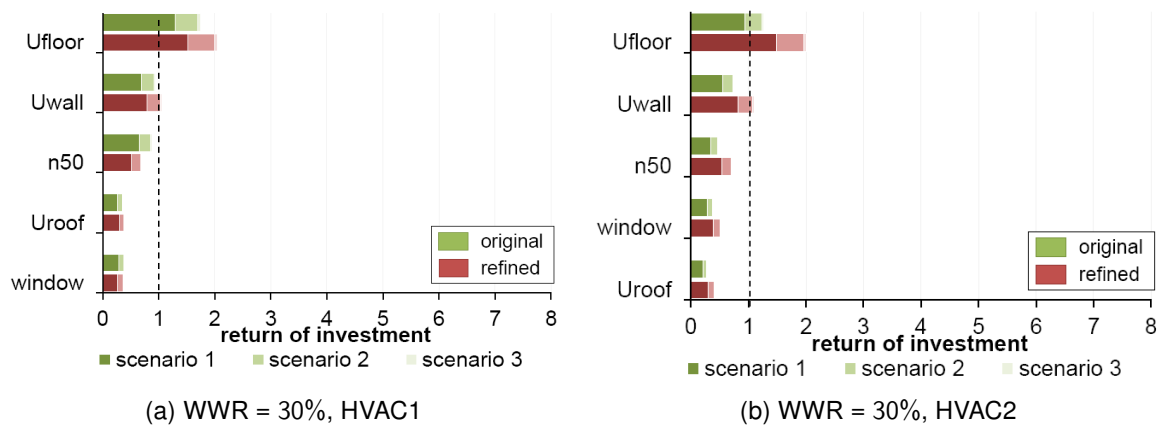 Ufloor
Uwall
n50
Uroof
window
original
refined
0 1 2 3 4 5 6 7 8
return of investment
scenario 1 scenario 2 scenario 3
(a) WWR = 30%, HVAC1
Ufloor
Uwall
n50
window
Uroof
original
refined
0 1 2 3 4 5 6 7 8
return of investment
scenario 1 scenario 2 scenario 3
(b) WWR = 30%, HVAC2